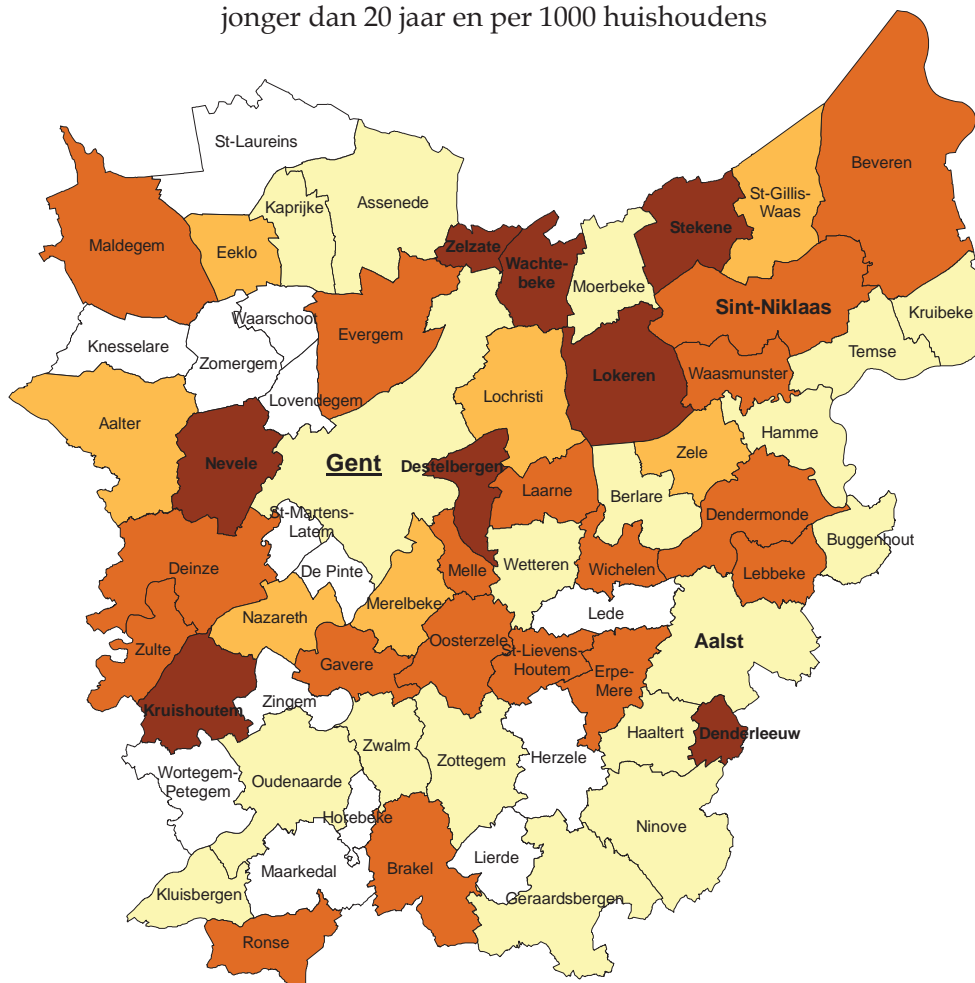 jonger dan 20 jaar en per 1000 huishoudens
St-Laureins
Beveren
Kaprijke
Assenede
St-Gillis-
Waas
Maldegem
Eeklo
Zelzate
Stekene
Wachte-
beke
Moerbeke
Waarschoot
Evergem
Sint-Niklaas
Kruibeke
Knesselare
Zomergem
Temse
Lovendegem
Lochristi
Lokeren
Waasmunster
Aalter
Hamme
Nevele
Gent
Destelbergen
Zele
Laarne
Berlare
St-Martens-
Latem
Dendermonde
Buggenhout
Deinze
De Pinte
Melle
Wetteren
Wichelen
Lebbeke
Merelbeke
Nazareth
Lede
Zulte
Gavere
Oosterzele
St-Lievens-
Houtem
Erpe-
Mere
Aalst
Kruishoutem
Zingem
Zwalm
Zottegem
Herzele
Haaltert
Denderleeuw
Wortegem-
Petegem
Oudenaarde
Horebeke
Ninove
Maarkedal
Brakel
Lierde
Kluisbergen
Geraardsbergen
Ronse